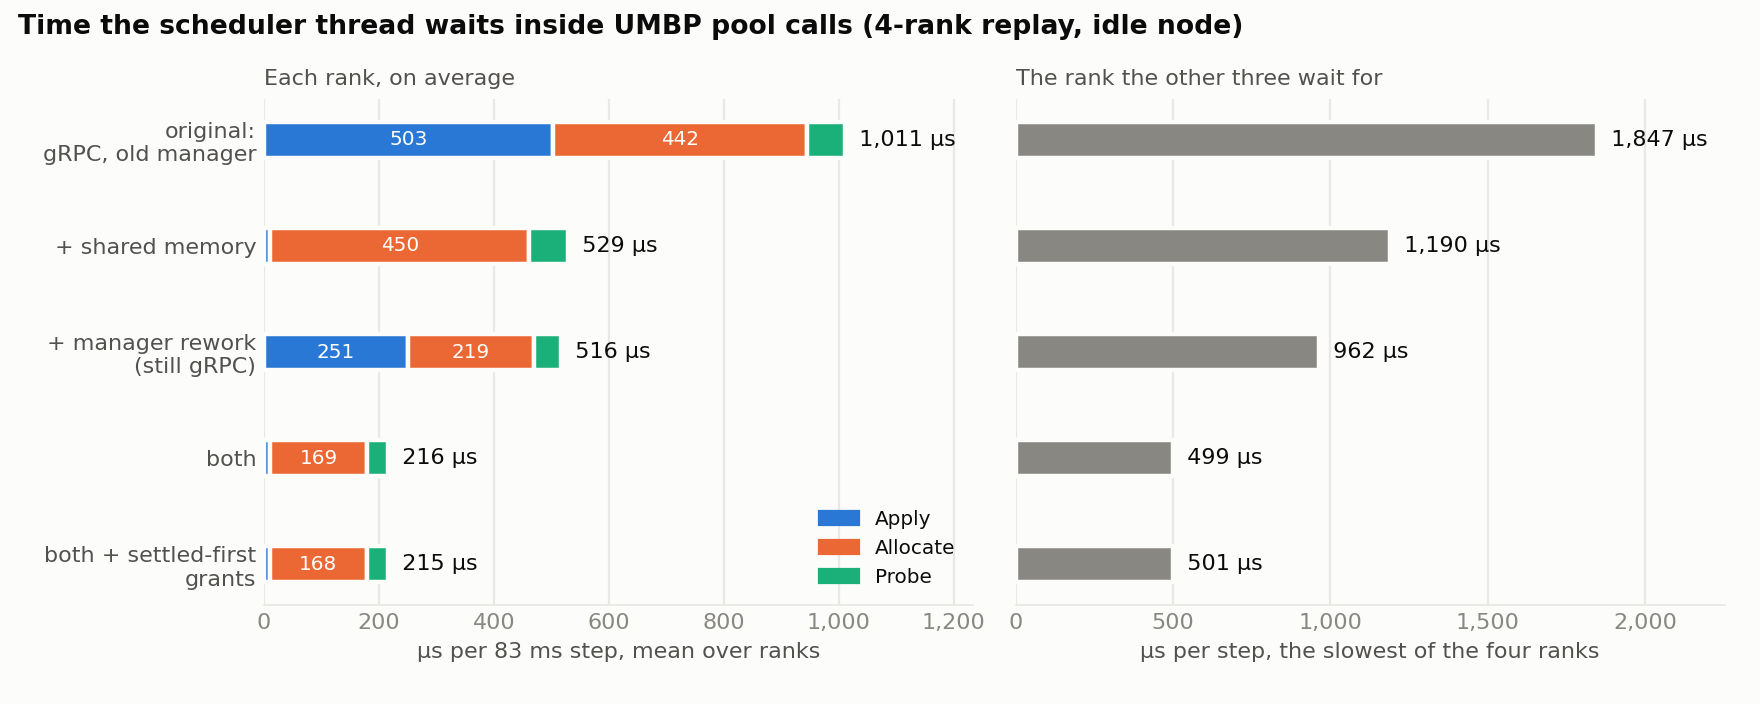 Time the scheduler thread waits inside UMBP pool calls (4-rank replay, idle node)
Each rank, on average
original:
gRPC, old manager
503
442
1,011 µs
+ shared memory
450
529 µs
+ manager rework
(still gRPC)
251
219
516 µs
both
169
216 µs
both + settled-first
grants
168
215 µs
Apply
Allocate
Probe
0 200 400 600 800 1,000 1,200
µs per 83 ms step, mean over ranks
The rank the other three wait for
1,847 µs
1,190 µs
962 µs
499 µs
501 µs
0 500 1,000 1,500 2,000
µs per step, the slowest of the four ranks